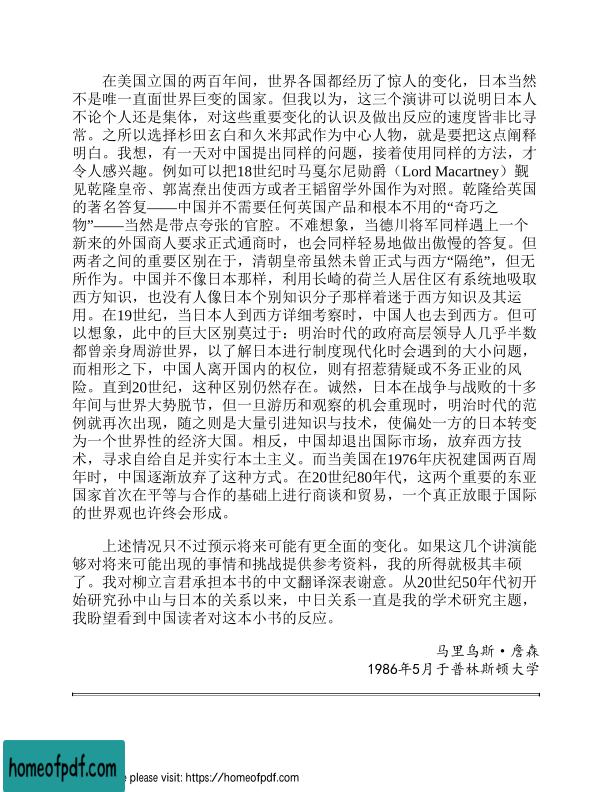 在美国立国的两百年间，世界各国都经历了惊人的变化，日本当然
不是唯一直面世界巨变的国家。但我以为，这三个演讲可以说明日本人
不论个人还是集体，对这些重要变化的认识及做出反应的速度皆非比寻
常。之所以选择杉田玄白和久米邦武作为中心人物，就是要把这点阐释
明白。我想，有一天对中国提出同样的问题，接着使用同样的方法，才
令人感兴趣。例如可以把18世纪时马戛尔尼勋爵（Lord Macartney）觐
见乾隆皇帝、郭嵩焘出使西方或者王韬留学外国作为对照。乾隆给英国
的著名答复——中国并不需要任何英国产品和根本不用的“奇巧之
物”——当然是带点夸张的官腔。不难想象，当德川将军同样遇上一个
新来的外国商人要求正式通商时，也会同样轻易地做出傲慢的答复。但
两者之间的重要区别在于，清朝皇帝虽然未曾正式与西方“隔绝”，但无
所作为。中国并不像日本那样，利用长崎的荷兰人居住区有系统地吸取
西方知识，也没有人像日本个别知识分子那样着迷于西方知识及其运
用。在19世纪，当日本人到西方详细考察时，中国人也去到西方。但可
以想象，此中的巨大区别莫过于：明治时代的政府高层领导人几乎半数
都曾亲身周游世界，以了解日本进行制度现代化时会遇到的大小问题，
而相形之下，中国人离开国内的权位，则有招惹猜疑或不务正业的风
险。直到20世纪，这种区别仍然存在。诚然，日本在战争与战败的十多
年间与世界大势脱节，但一旦游历和观察的机会重现时，明治时代的范
例就再次出现，随之则是大量引进知识与技术，使偏处一方的日本转变
为一个世界性的经济大国。相反，中国却退出国际市场，放弃西方技
术，寻求自给自足并实行本土主义。而当美国在1976年庆祝建国两百周
年时，中国逐渐放弃了这种方式。在20世纪80年代，这两个重要的东亚
国家首次在平等与合作的基础上进行商谈和贸易，一个真正放眼于国际
的世界观也许终会形成。
上述情况只不过预示将来可能有更全面的变化。如果这几个讲演能
够对将来可能出现的事情和挑战提供参考资料，我的所得就极其丰硕
了。我对柳立言君承担本书的中文翻译深表谢意。从20世纪50年代初开
始研究孙中山与日本的关系以来，中日关系一直是我的学术研究主题，
我盼望看到中国读者对这本小书的反应。
马里乌斯·詹森
1986年5月于普林斯顿大学
homeofpdf.com
e please visit: https://homeofpdf.com